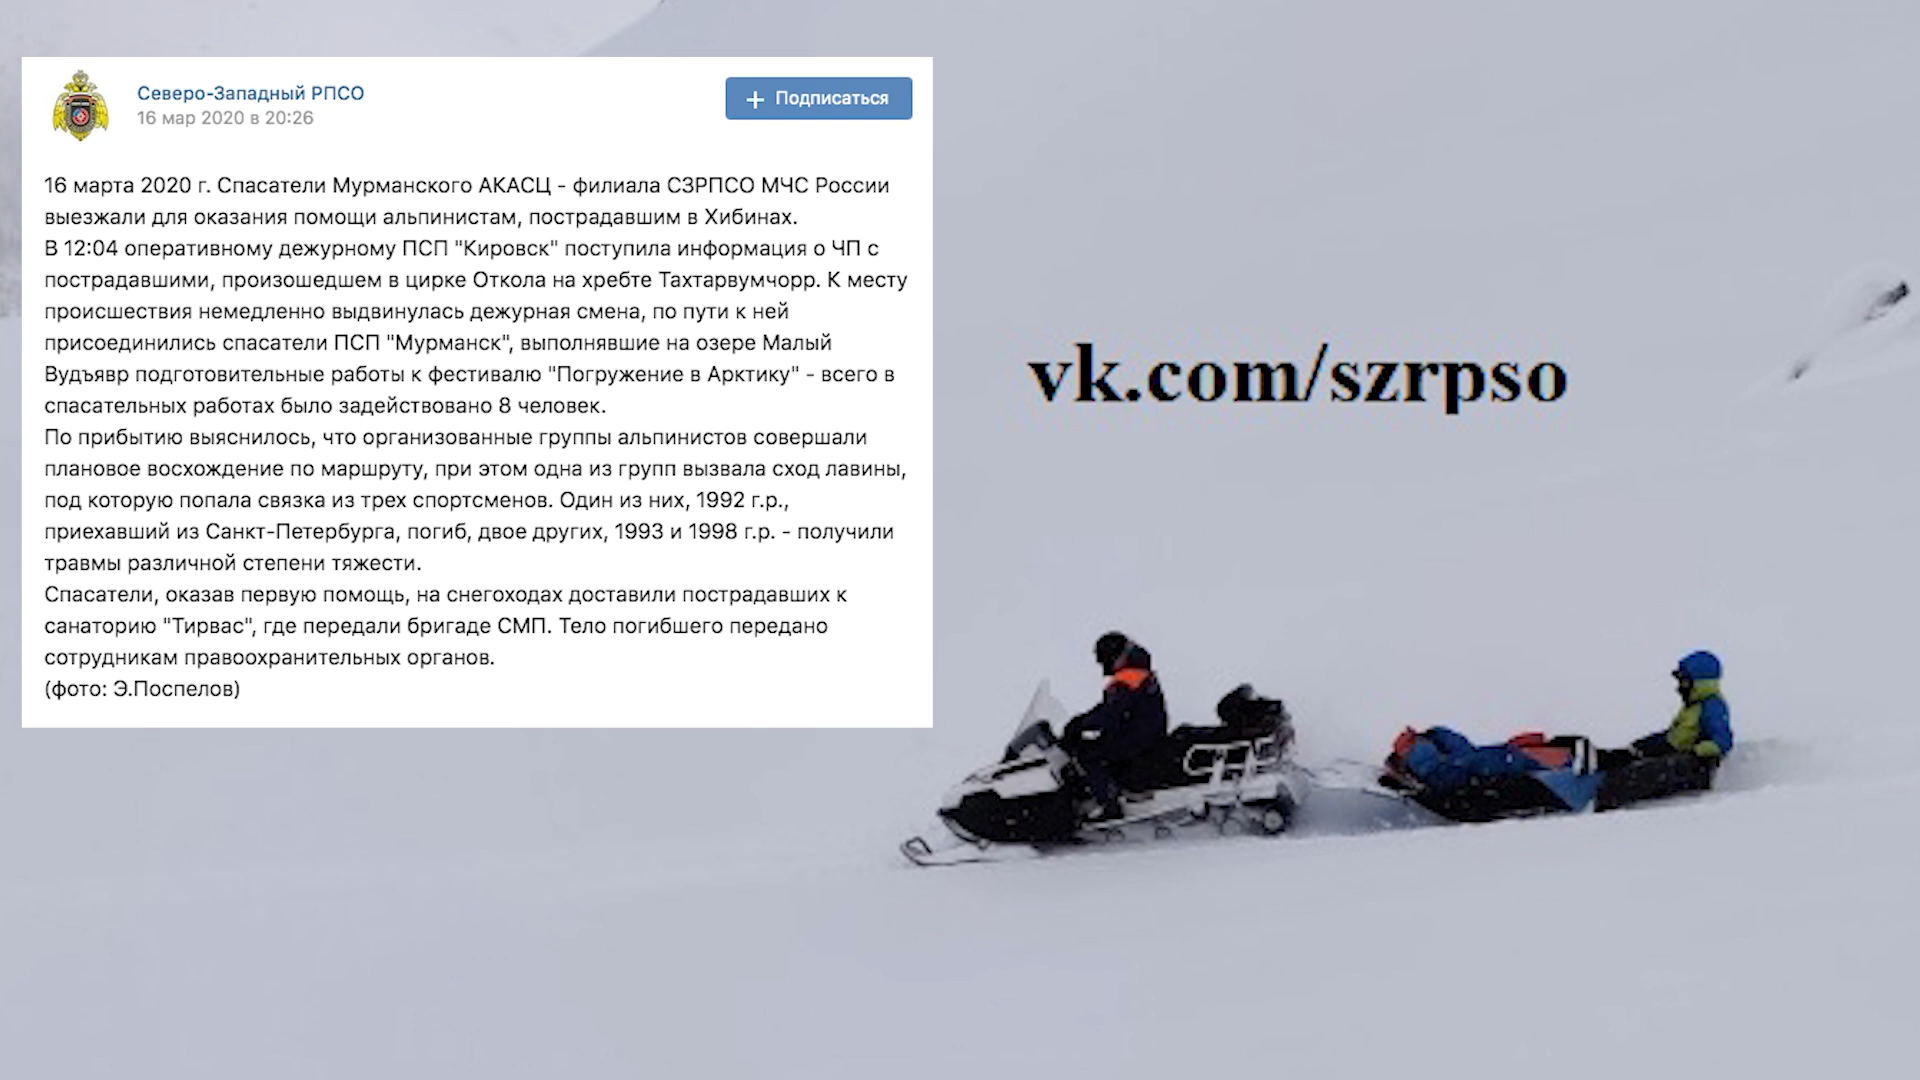 Северо-Западный РПСО
16 мар 2020 в 20:26
+ Подписаться
16 марта 2020 г. Спасатели Мурманского АКАСЦ - филиала СЗРПСО МЧС России
выезжали для оказания помощи альпинистам, пострадавшим в Хибинах.
В 12:04 оперативному дежурному ПСП "Кировск" поступила информация о ЧП с
пострадавшими, произошедшем в цирке Откола на хребте Тахтарвумчорр. К месту
происшествия немедленно выдвинулась дежурная смена, по пути к ней
присоединились спасатели ПСП "Мурманск", выполнявшие на озере Малый
Вудъявр подготовительные работы к фестивалю "Погружение в Арктику" - всего в
спасательных работах было задействовано 8 человек.
По прибытию выяснилось, что организованные группы альпинистов совершали
плановое восхождение по маршруту, при этом одна из групп вызвала сход лавины,
под которую попала связка из трех спортсменов. Один из них, 1992 г.р.,
приехавший из Санкт-Петербурга, погиб, двое других, 1993 и 1998 г.р. - получили
травмы различной степени тяжести.
Спасатели, оказав первую помощь, на снегоходах доставили пострадавших к
санаторию "Тирвас", где передали бригаде СМП. Тело погибшего передано
сотрудникам правоохранительных органов.
(фото: Э.Поспелов)
vk.com/szrpso